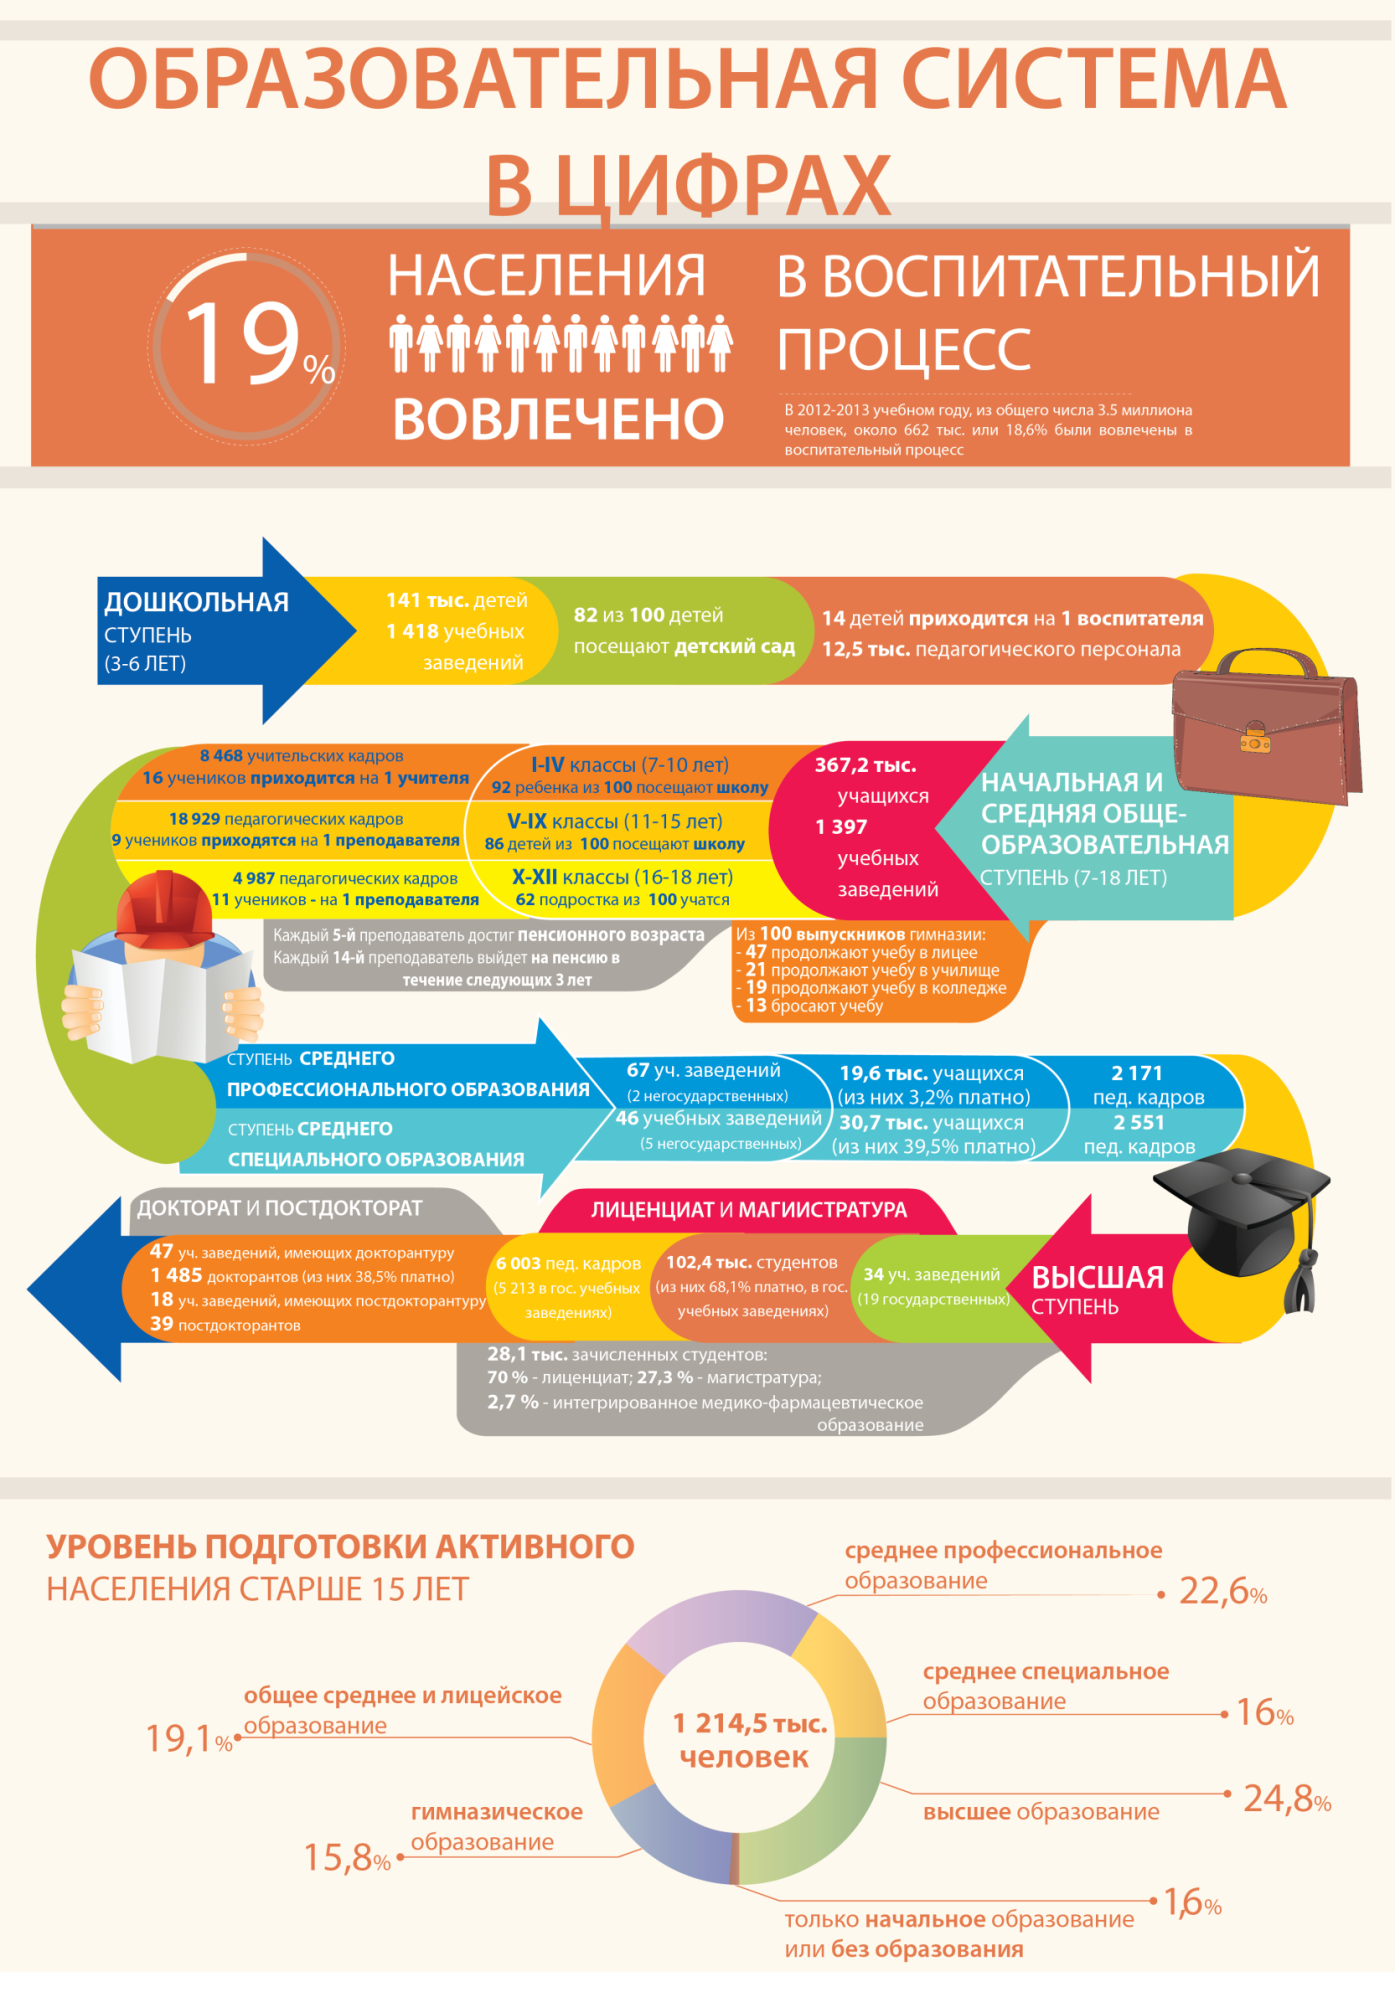 ОБРАЗОВАТЕЛЬНАЯ СИСТЕМА
В ЦИФРАХ
19%
НАСЕЛЕНИЯ
ВОВЛЕЧЕНО
В ВОСПИТАТЕЛЬНЫЙ
ПРОЦЕСС
В 2012-2013 учебном году, из общего числа 3.5 миллиона
человек, около 662 тыс. или 18,6% были вовлечены в
воспитательный процесс
ДОШКОЛЬНАЯ
СТУПЕНЬ
(3-6 ЛЕТ)
141 тыс. детей
1 418 учебных
заведений
82 из 100 детей
посещают детский сад
14 детей приходится на 1 воспитателя
12,5 тыс. педагогического персонала
НАЧАЛЬНАЯ И
СРЕДНЯЯ ОБЩЕ-
ОБРАЗОВАТЕЛЬНАЯ
СТУПЕНЬ (7-18 ЛЕТ)
367,2 тыс.
учащихся
1 397
учебных
заведений
I-IV классы (7-10 лет)
92 ребенка из 100 посещают школу
V-IX классы (11-15 лет)
86 детей из 100 посещают школу
X-XII классы (16-18 лет)
62 подростка из 100 учатся
8 468 учительских кадров
16 учеников приходится на 1 учителя
18 929 педагогических кадров
9 учеников приходятся на 1 преподавателя
4 987 педагогических кадров
11 учеников - на 1 преподавателя
Каждый 5-й преподаватель достиг пенсионного возраста
Каждый 14-й преподаватель выйдет на пенсию в
течение следующих 3 лет
Из 100 выпускников гимназии:
- 47 продолжают учебу в лицее
- 21 продолжают учебу в училище
- 19 продолжают учебу в колледже
- 13 бросают учебу
СТУПЕНЬ СРЕДНЕГО
ПРОФЕССИОНАЛЬНОГО ОБРАЗОВАНИЯ
СТУПЕНЬ СРЕДНЕГО
СПЕЦИАЛЬНОГО ОБРАЗОВАНИЯ
67 уч. заведений
(2 негосударственных)
46 учебных заведений
(5 негосударственных)
19,6 тыс. учащихся
(из них 3,2% платно)
30,7 тыс. учащихся
(из них 39,5% платно)
2 171
пед. кадров
2 551
пед. кадров
ДОКТОРАТ И ПОСТДОКТОРАТ
ЛИЦЕНЦИАТ И МАГИИСТРАТУРА
ВЫСШАЯ
СТУПЕНЬ
34 уч. заведений
(19 государственных)
102,4 тыс. студентов
(из них 68,1% платно, в гос.
учебных заведениях)
6 003 пед. кадров
(5 213 в гос. учебных
заведениях)
47 уч. заведений, имеющих докторантуру
1 485 докторантов (из них 38,5% платно)
18 уч. заведений, имеющих постдокторантуру
39 постдокторантов
28,1 тыс. зачисленных студентов:
70 % - лиценциат; 27,3 % - магистратура;
2,7 % - интегрированное медико-фармацевтическое
образование
УРОВЕНЬ ПОДГОТОВКИ АКТИВНОГО
НАСЕЛЕНИЯ СТАРШЕ 15 ЛЕТ
среднее профессиональное
образование
22,6%
среднее специальное
образование
16%
высшее образование
24,8%
только начальное образование
или без образования
1,6%
гимназическое
образование
15,8%
общее среднее и лицейское
образование
19,1%
1 214,5 тыс.
человек